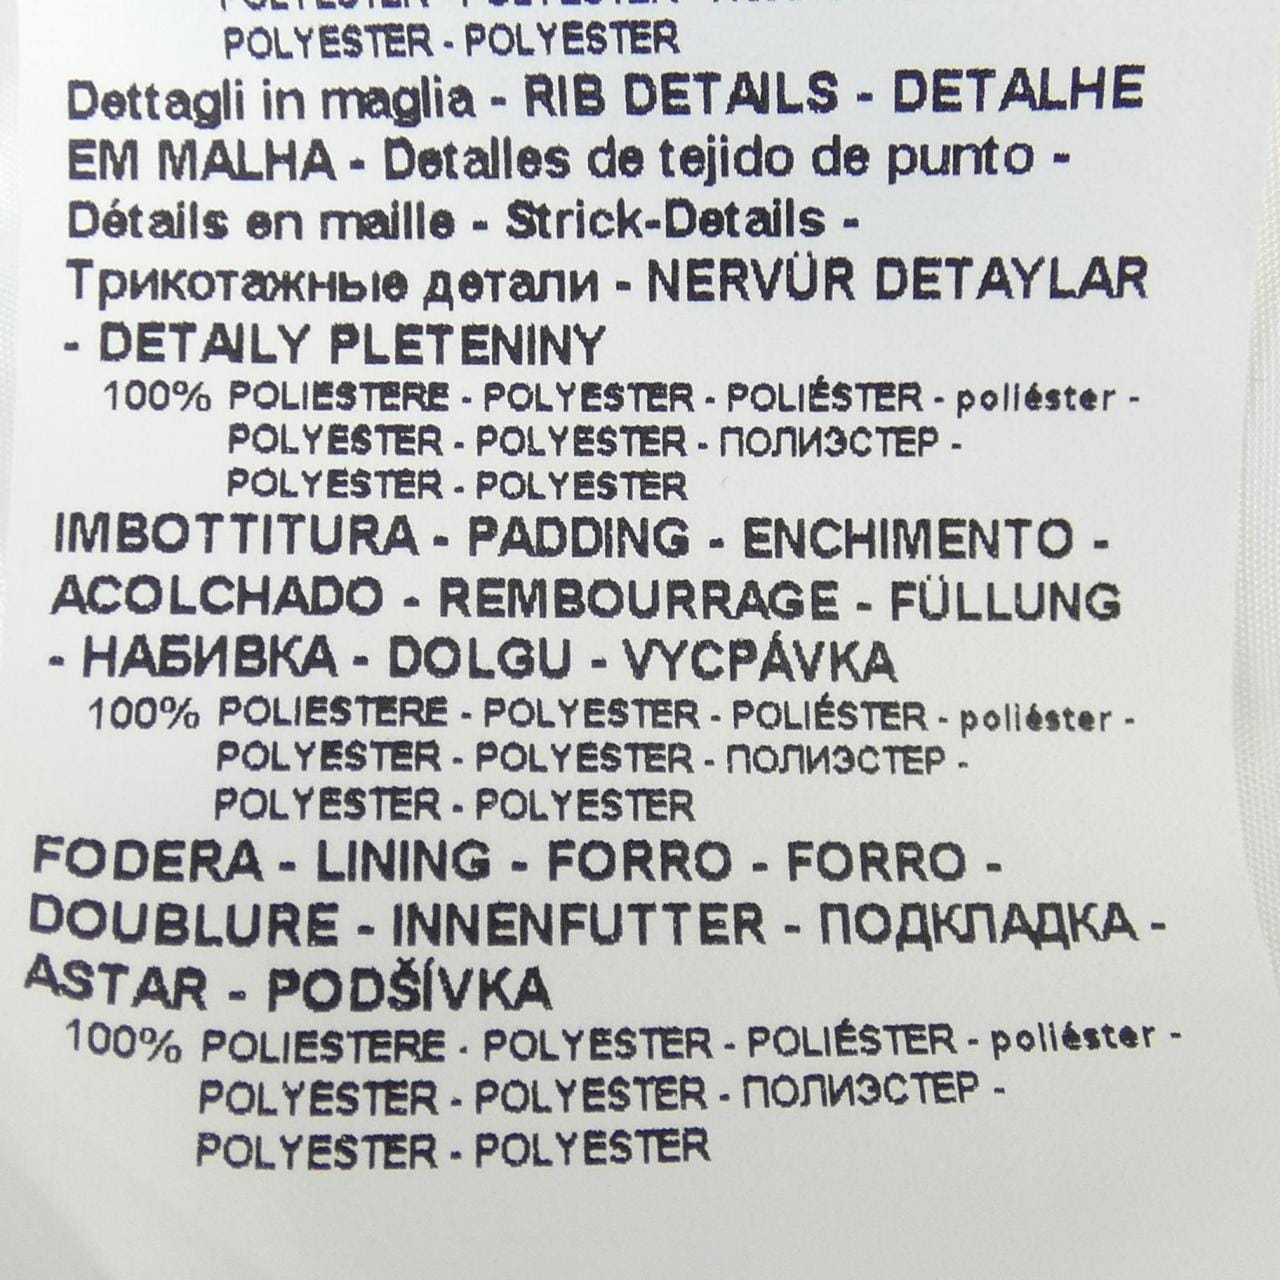 POLYESTER - POLYESTER
Dettagli in maglia - RIB DETAILS - DETALHE
EM MALHA - Detalles de tejido de punto -
Détails en maille - Strick-Details -
Трикотажные детали - NERVÜR DETAYLAR
- DETAILY PLETENINY
100% POLIESTERE - POLYESTER - POLIÉSTER - poliéster -
POLYESTER - POLYESTER - ПОЛИЭСТЕР -
POLYESTER - POLYESTER
IMBOTTITURA - PADDING - ENCHIMENTO -
ACOLCHADO - REMBOURRAGE - FÜLLUNG
- НАБИВКА - DOLGU - VYCPÁVKA
100% POLIESTERE - POLYESTER - POLIÉSTER - poliéster -
POLYESTER - POLYESTER - ПОЛИЭСТЕР -
POLYESTER - POLYESTER
FODERA - LINING - FORRO - FORRO -
DOUBLURE - INNENFUTTER - ПОДКЛАДКА -
ASTAR - PODŠÍVKA
100% POLIESTERE - POLYESTER - POLIÉSTER - poliéster -
POLYESTER - POLYESTER - ПОЛИЭСТЕР -
POLYESTER - POLYESTER